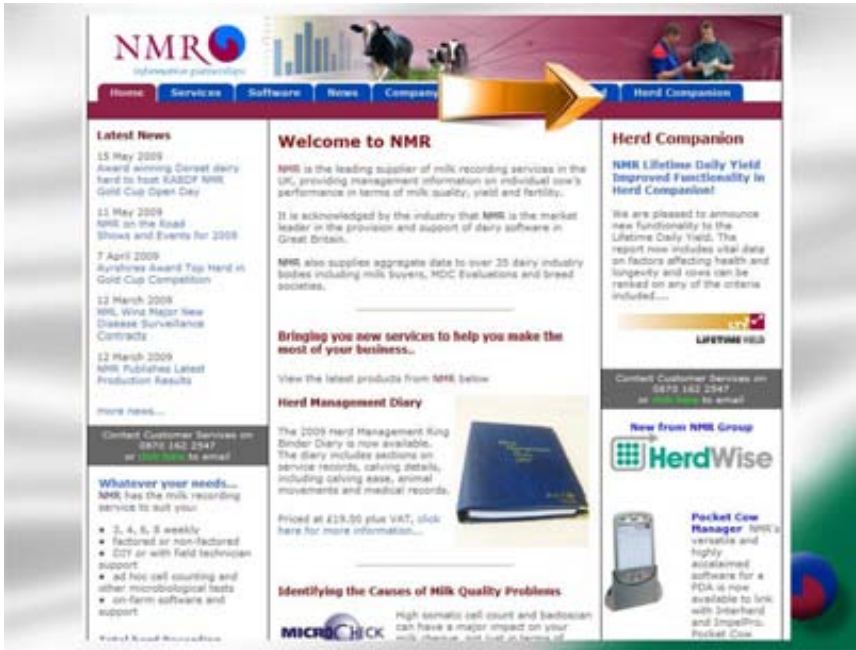 NMR
information partnerships
Home
Services
Software
News
Company
Herd Companion
Latest News
15 May 2009
Award winning Dorset dairy
herd to host RABDF NMR
Gold Cup Open Day
11 May 2009
NMR on the Road
Shows and Events for 2009
7 April 2009
Ayrshires Award Top Herd in
Gold Cup Competition
12 March 2009
NML Wins Major New
Disease Surveillance
Contracts
12 March 2009
NMR Publishes Latest
Production Results
more news...
Contact Customer Services on
0870 162 2547
or click here to email
Whatever your needs...
NMR has the milk recording
service to suit you:
• 3, 4, 6, 8 weekly
• factored or non-factored
• DIY or with field technician
support
• ad hoc cell counting and
other microbiological tests
• on-farm software and
support
Total herd Recording
Welcome to NMR
NMR is the leading supplier of milk recording services in the
UK, providing management information on individual cow's
performance in terms of milk quality, yield and fertility.
It is acknowledged by the industry that NMR is the market
leader in the provision and support of dairy software in
Great Britain.
NMR also supplies aggregate data to over 35 dairy industry
bodies including milk buyers, MDC Evaluations and breed
societies.
Bringing you new services to help you make the
most of your business..
View the latest products from NMR below
Herd Management Diary
The 2009 Herd Management Ring
Binder Diary is now available.
The diary includes sections on
service records, calving details,
including calving ease, animal
movements and medical records.
Priced at £19.50 plus VAT, click
here for more information...
Identifying the Causes of Milk Quality Problems
MICROCHECK
High somatic cell count and bactoscan
can have a major impact on your
milk cheque, not just in terms of
Herd Companion
NMR Lifetime Daily Yield
Improved Functionality in
Herd Companion!
We are pleased to announce
new functionality to the
Lifetime Daily Yield. The
report now includes vital data
on factors affecting health and
longevity and cows can be
ranked on any of the criteria
included....
LIFETIME YIELD
Contact Customer Services on
0870 162 2547
or click here to email
New from NMR Group
HerdWise
Pocket Cow
Manager NMR's
versatile and
highly
acclaimed
software for a
PDA is now
available to link
with Interherd
and ImpelPro.
Pocket Cow